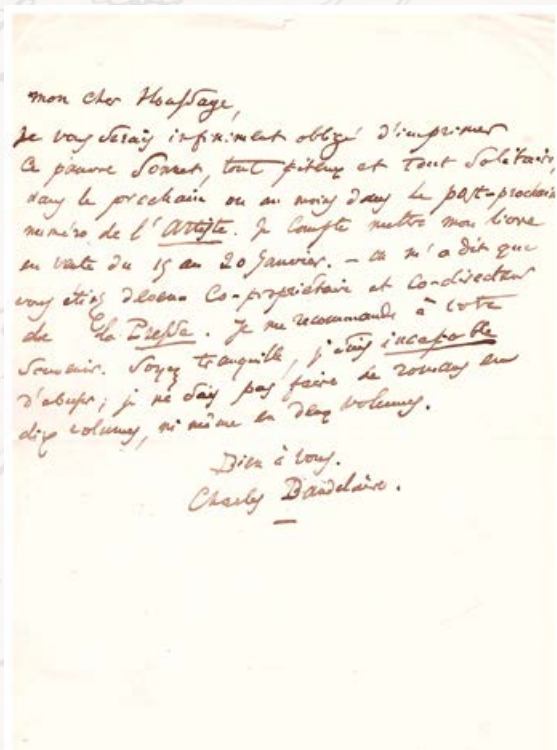 mon cher Houssaye,
Je vous serais infiniment obligé d'imprimer
ce pauvre Sonnet, tout piteux et tout solitaire,
dans le prochain ou au moins dans le post-prochain
numéro de l'Artiste. Je compte mettre mon livre
en vente du 15 au 20 Janvier. – On m'a dit que
vous étiez devenu Co-propriétaire et Co-directeur
de la Presse. Je me recommande à votre
Souvenir. Soyez tranquille, j'suis incapable
d'abuser; je ne sais pas faire de romans en
dix volumes, ni même en deux volumes.
Bien à vous.
Charles Baudelaire.